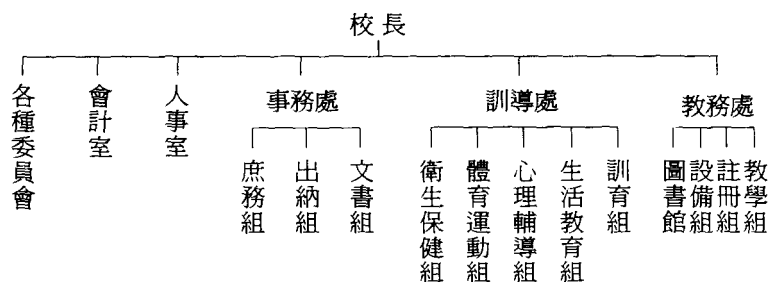 校長
各種委員會
會計室
人事室
事務處
訓導處
教務處
庶務組
出納組
文書組
衛生保健組
體育運動組
心理輔導組
生活教育組
訓育組
圖書館
設備組
註冊組
教學組